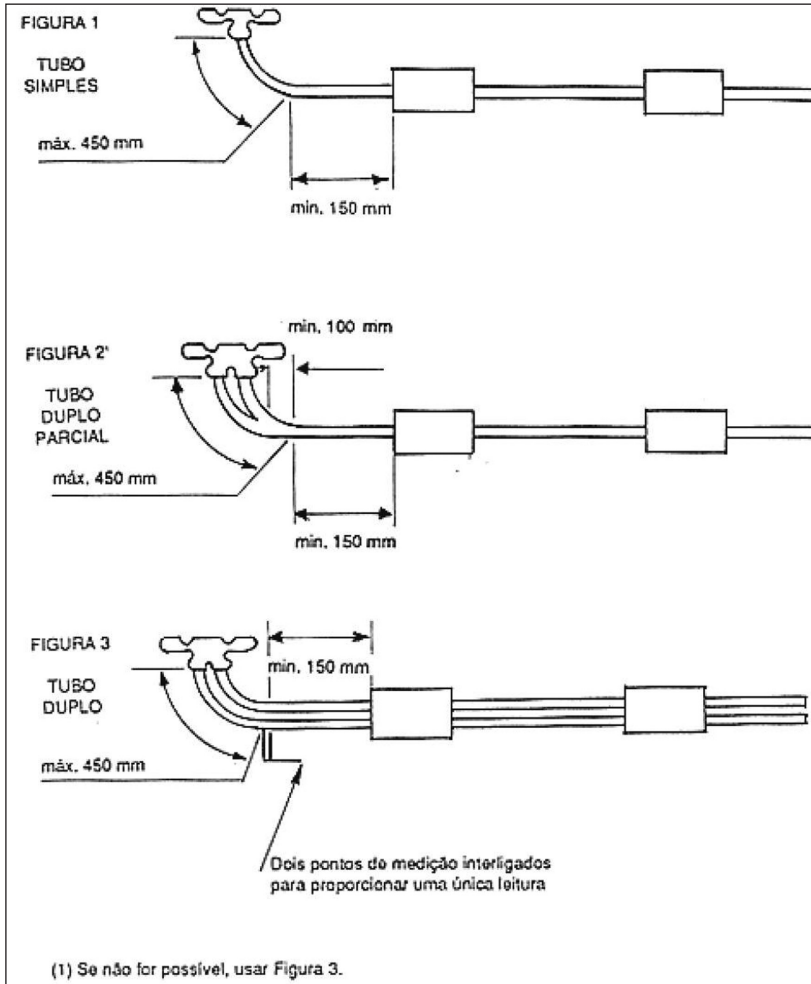 FIGURA 1
TUBO
SIMPLES
máx. 450 mm
min. 150 mm
min. 100 mm
FIGURA 2'
TUBO
DUPLO
PARCIAL
máx. 450 mm
min. 150 mm
FIGURA 3
min. 150 mm
TUBO
DUPLO
máx. 450 mm
Dois pontos de medição interligados
para proporcionar uma única leitura
(1) Se não for possível, usar Figura 3.